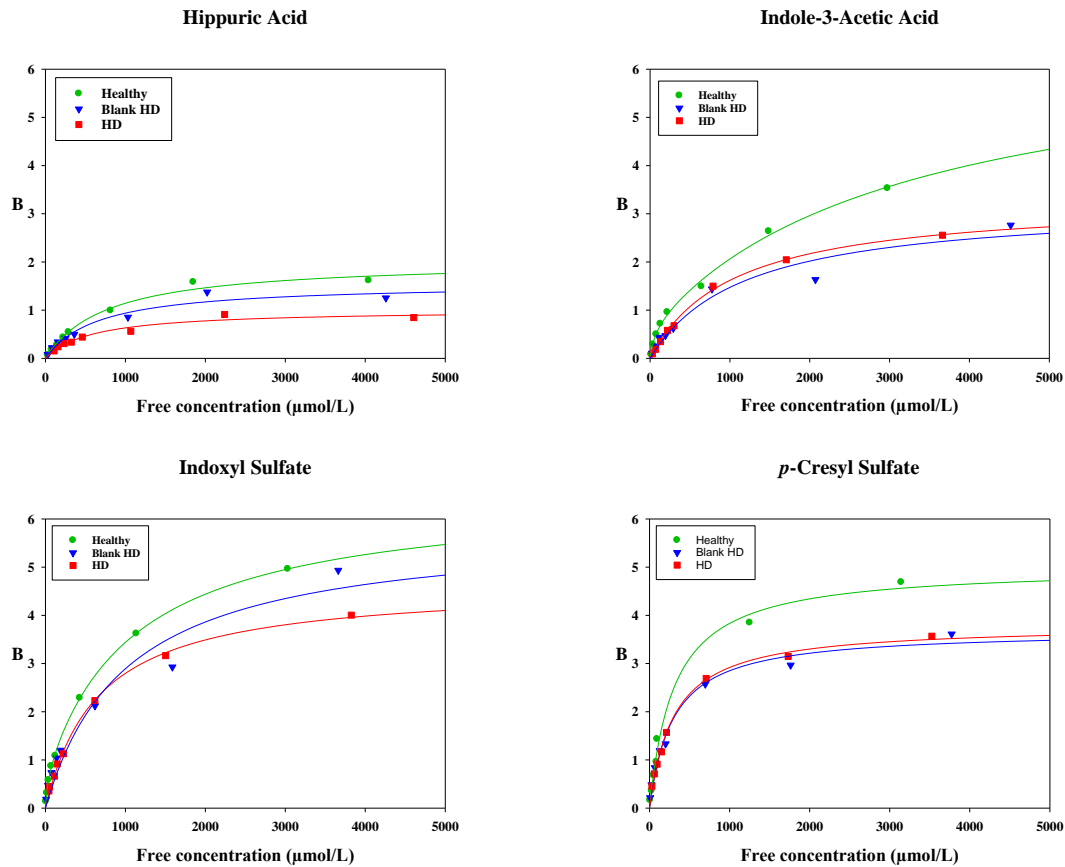 Hippuric Acid
6
5
4
3
2
1
0
B
Healthy
Blank HD
HD
0 1000 2000 3000 4000 5000
Free concentration (µmol/L)
Indole-3-Acetic Acid
6
5
4
3
2
1
0
B
Healthy
Blank HD
HD
0 1000 2000 3000 4000 5000
Free concentration (µmol/L)
Indoxyl Sulfate
6
5
4
3
2
1
0
B
Healthy
Blank HD
HD
0 1000 2000 3000 4000 5000
Free concentration (µmol/L)
p-Cresyl Sulfate
6
5
4
3
2
1
0
B
Healthy
Blank HD
HD
0 1000 2000 3000 4000 5000
Free concentration (µmol/L)